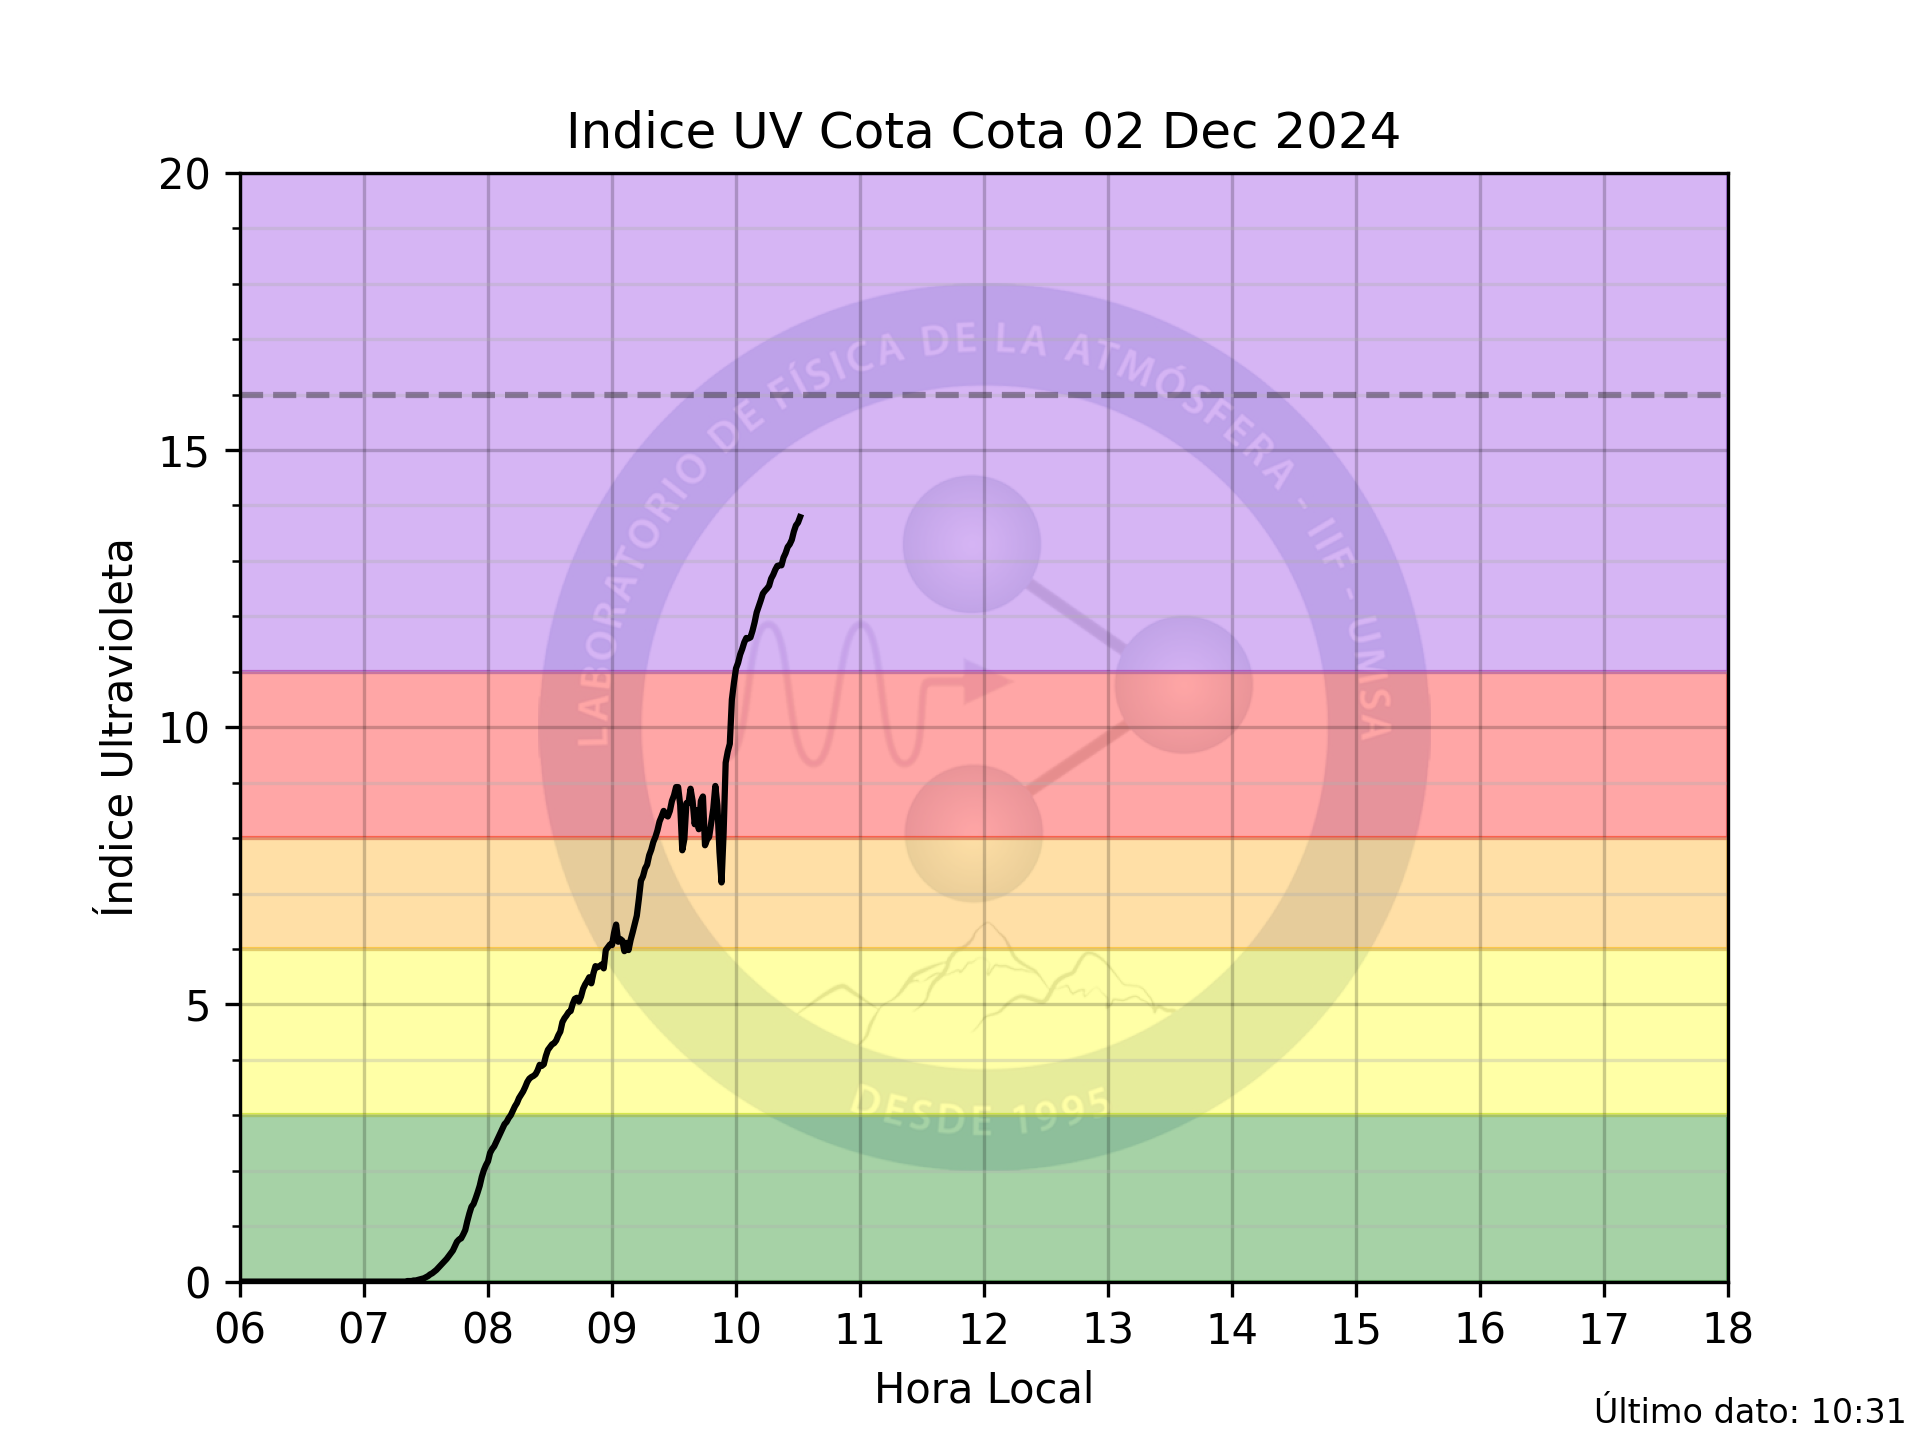 Indice UV Cota Cota 02 Dec 2024
20
15
10
5
0
Índice Ultravioleta
LABORATORIO DE FÍSICA DE LA ATMÓSFERA - IIF - UMSA
DESDE 1995
06 07 08 09 10 11 12 13 14 15 16 17 18
Hora Local
Último dato: 10:31